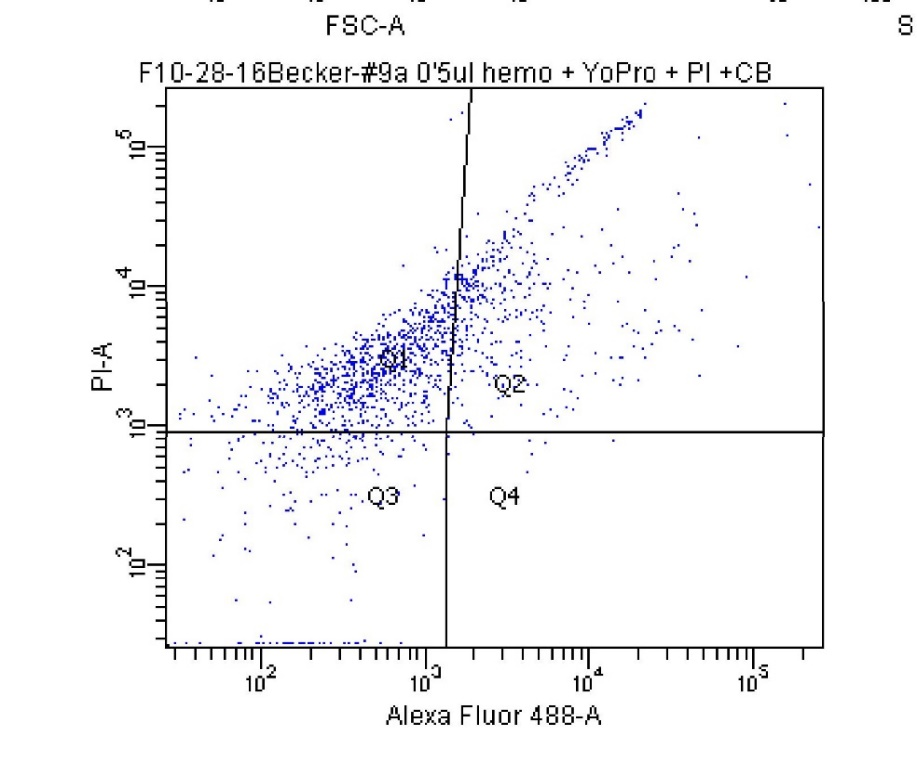 FSC-A
S
F10-28-16Becker-#9a 0'5ul hemo + YoPro + PI +CB
10^5
10^4
10^3
10^2
PI-A
Q1
Q2
Q3
Q4
10^2
10^3
10^4
10^5
Alexa Fluor 488-A